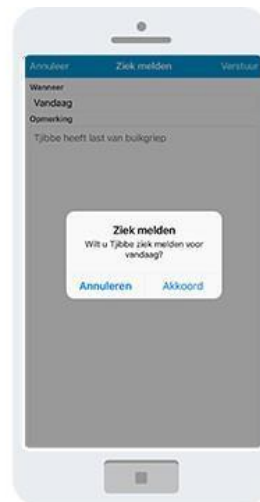 Annuleer Ziek melden Verstuur
Wanneer
Vandaag
Opmerking
Tjibbe heeft last van buikgriep
Ziek melden
Wilt u Tjibbe ziek melden voor
vandaag?
Annuleren Akkoord